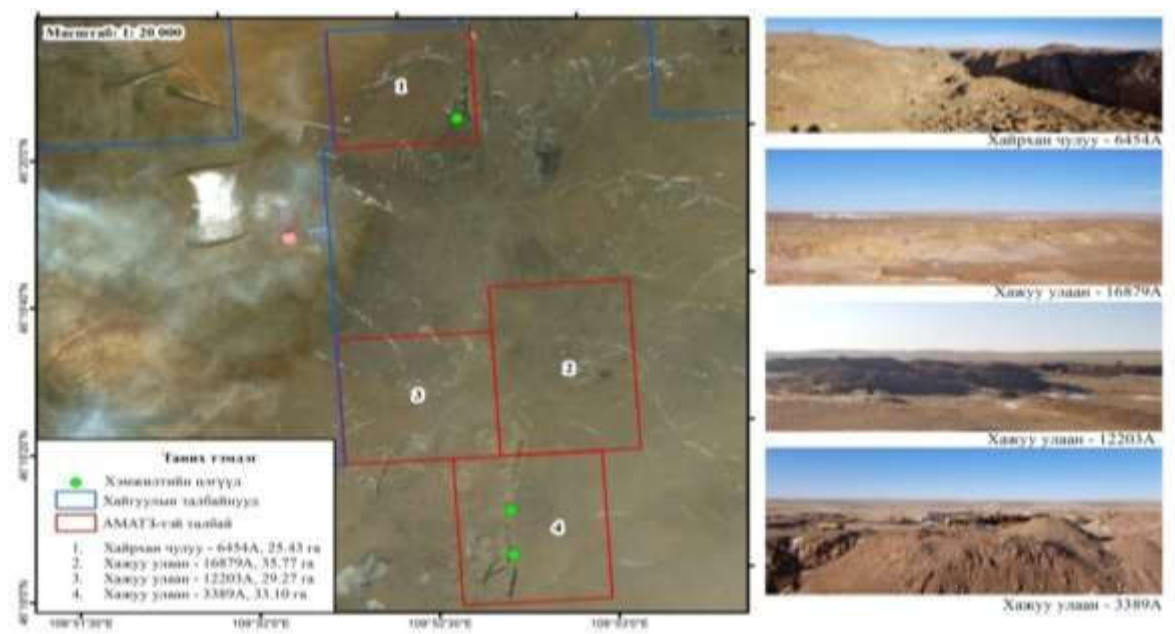 Масштаб: 1: 20 000
1
2
3
4
Таних тэмдэг
Хэмжилтийн цэгүүд
Хайгуулын талбайнууд
АМАТЗ-тэй талбай
1. Хайрхан чулуу - 6454А, 25.43 га
2. Хажуу улаан - 16879А, 35.77 га
3. Хажуу улаан - 12203А, 29.27 га
4. Хажуу улаан - 3389А, 33.10 га
Хайрхан чулуу - 6454А
Хажуу улаан - 16879А
Хажуу улаан - 12203А
Хажуу улаан - 3389А